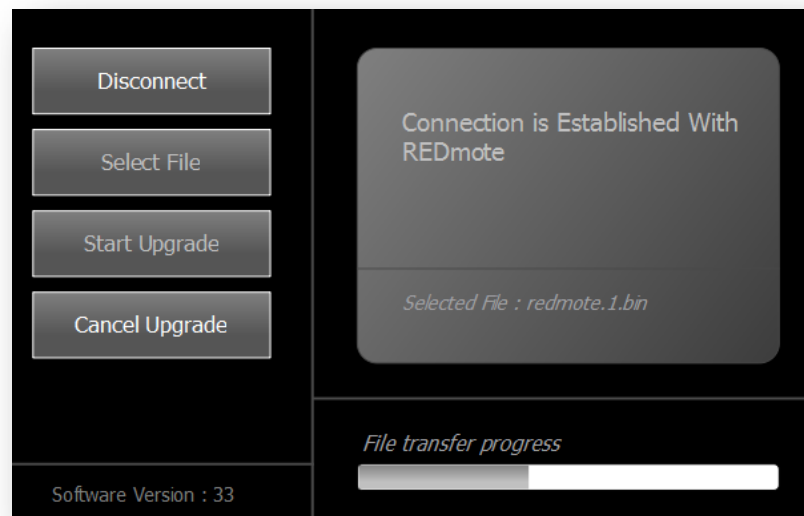 Disconnect
Select File
Start Upgrade
Cancel Upgrade
Software Version : 33
Connection is Established With
REDmote
Selected File : redmote.1.bin
File transfer progress